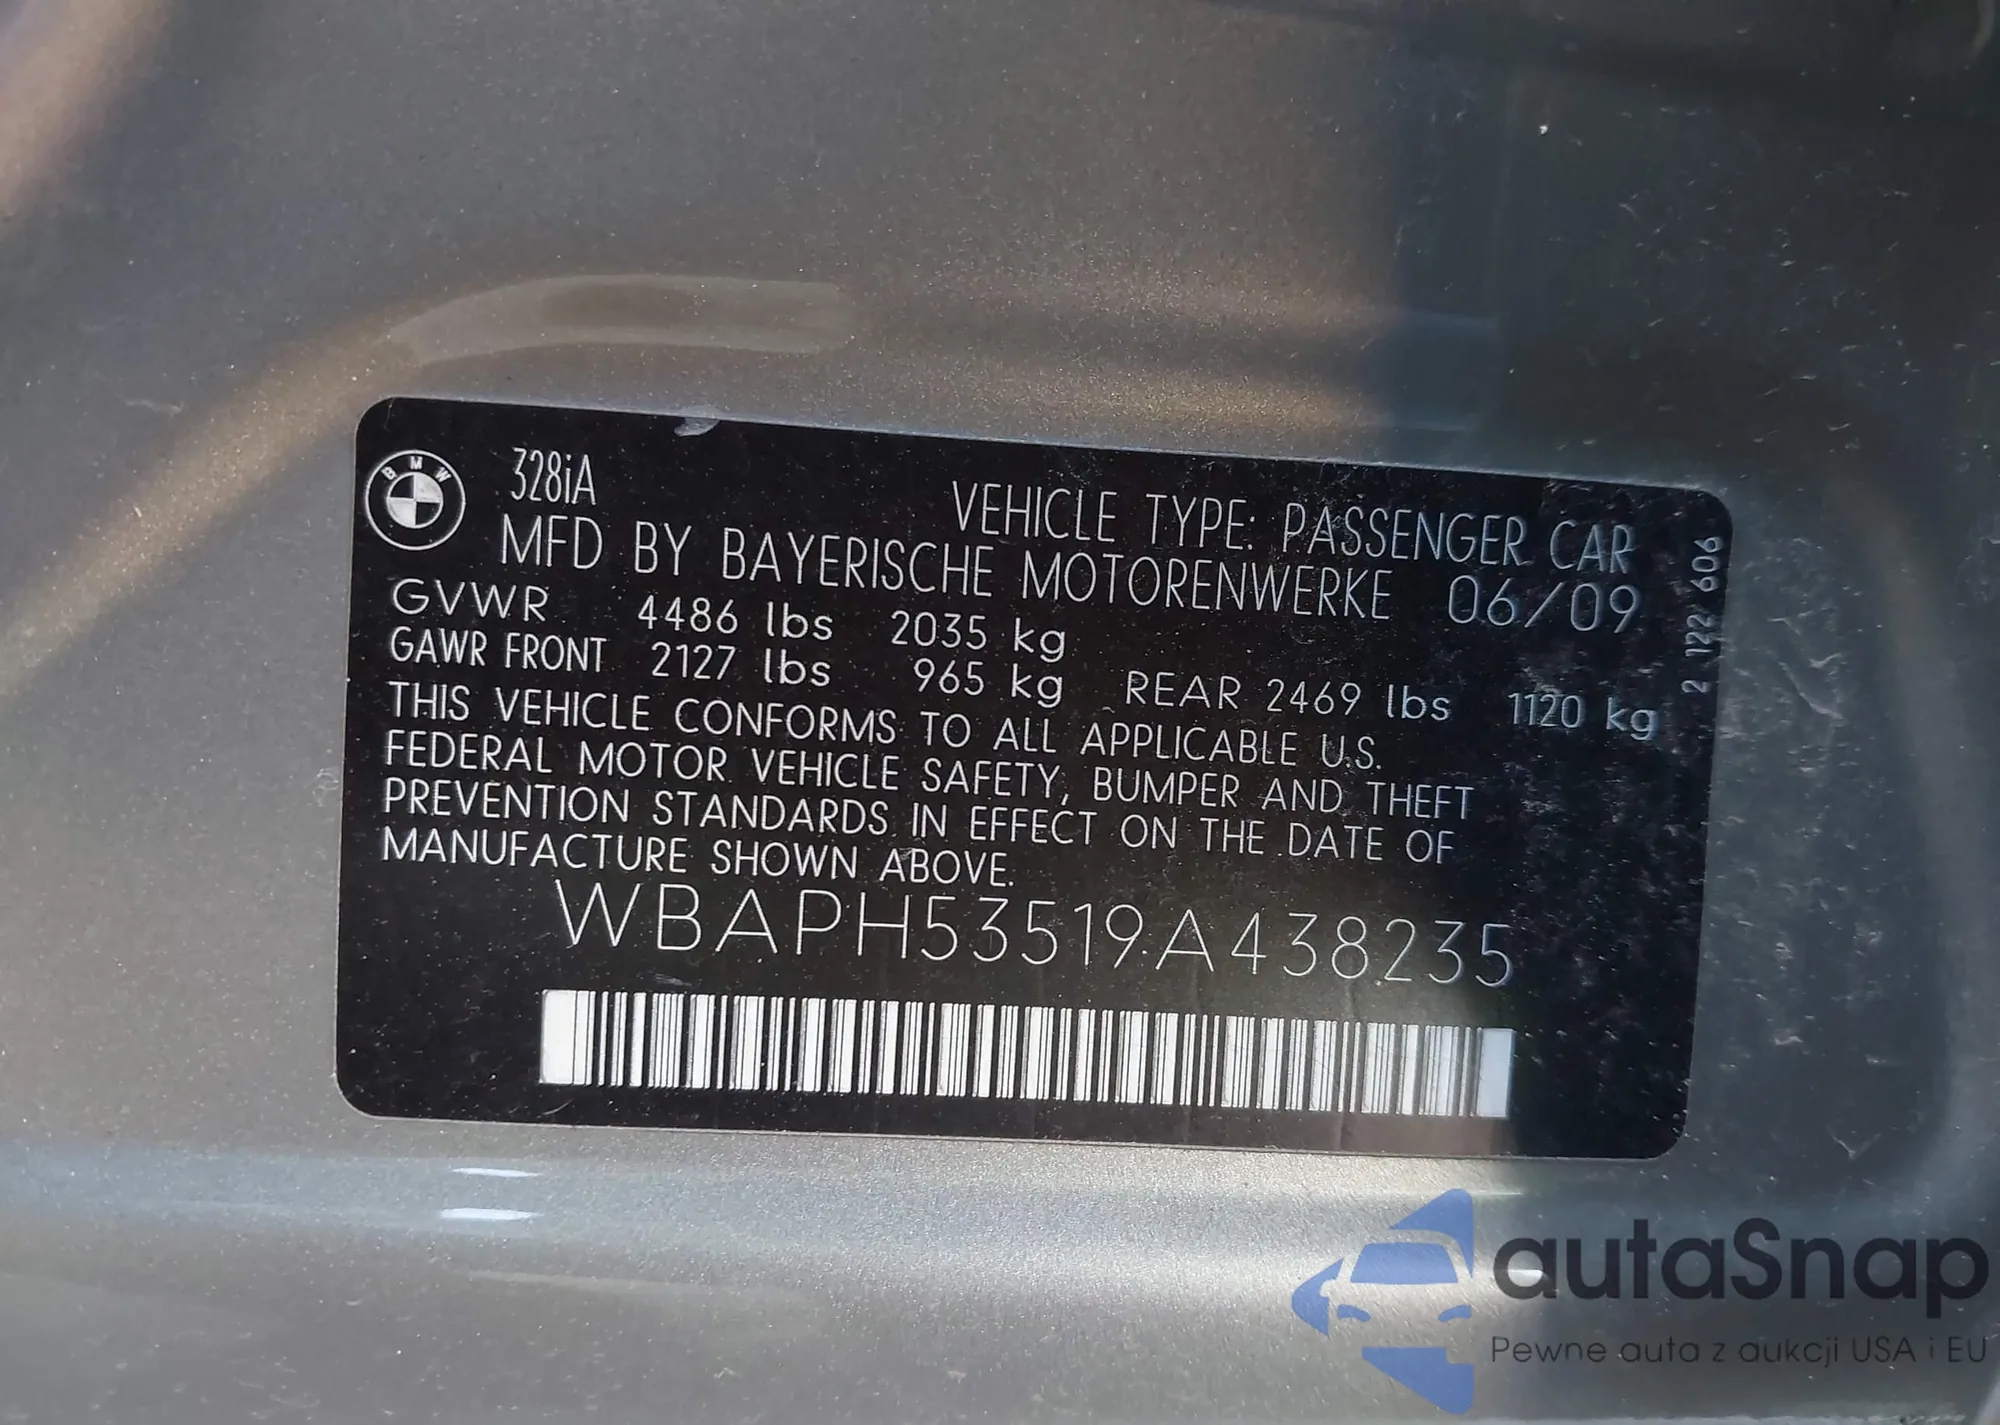 BMW
328iA
VEHICLE TYPE: PASSENGER CAR
MFD BY BAYERISCHE MOTORENWERKE 06/09
GVWR 4486 lbs 2035 kg
GAWR FRONT 2127 lbs 965 kg REAR 2469 lbs 1120 kg
THIS VEHICLE CONFORMS TO ALL APPLICABLE U.S.
FEDERAL MOTOR VEHICLE SAFETY, BUMPER AND THEFT
PREVENTION STANDARDS IN EFFECT ON THE DATE OF
MANUFACTURE SHOWN ABOVE.
WBAPH53519A438235
2 122 606
autaSnap
Pewne auta z aukcji USA i EU